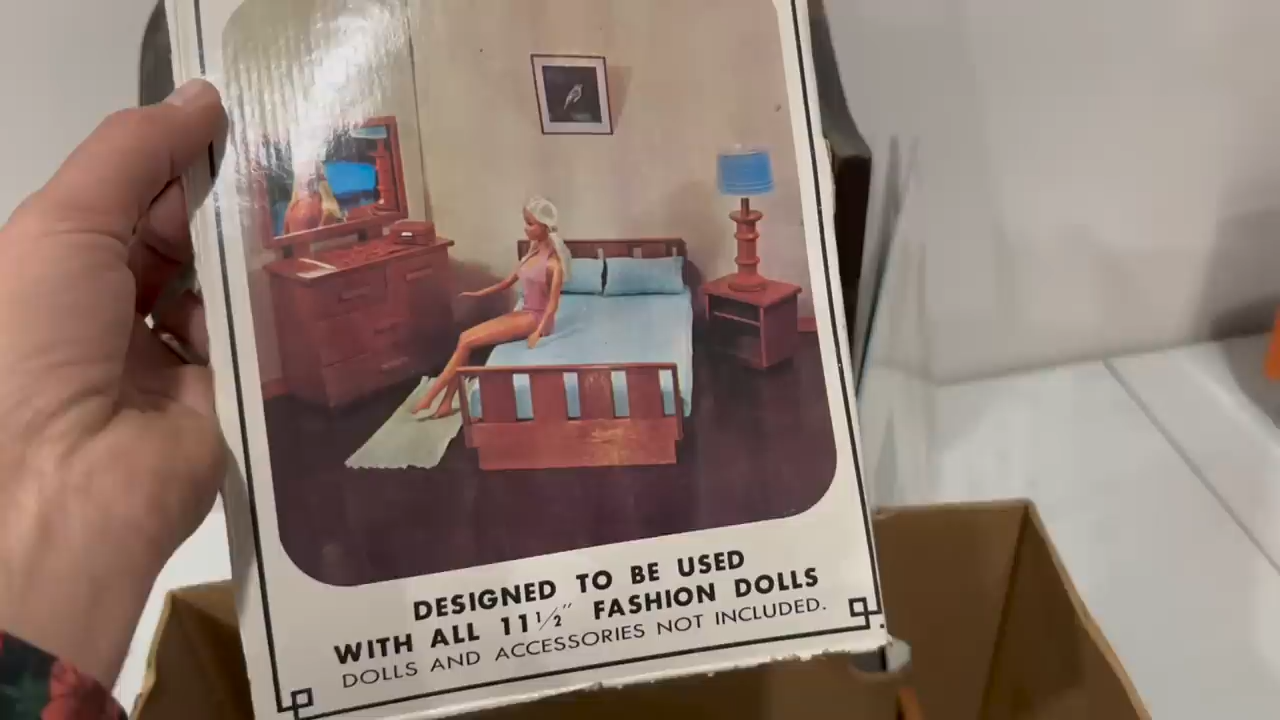 DESIGNED TO BE USED
WITH ALL 11½" FASHION DOLLS
DOLLS AND ACCESSORIES NOT INCLUDED.